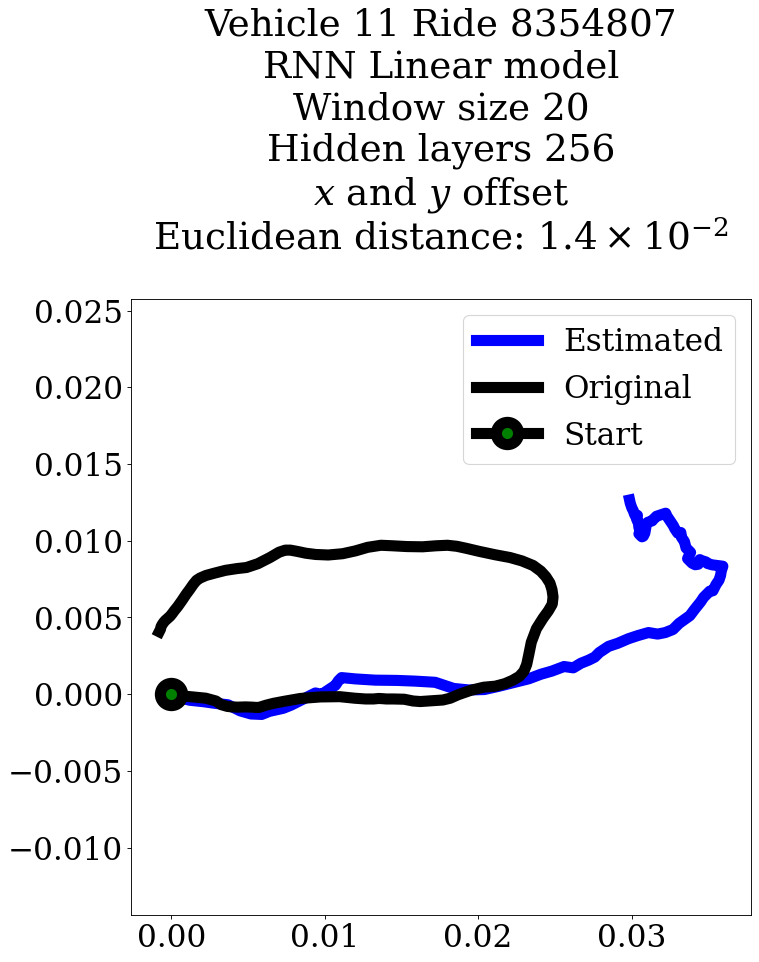 Vehicle 11 Ride 8354807
RNN Linear model
Window size 20
Hidden layers 256
x and y offset
Euclidean distance: 1.4 × 10⁻²
0.025
0.020
0.015
0.010
0.005
0.000
−0.005
−0.010
Estimated
Original
Start
0.00 0.01 0.02 0.03